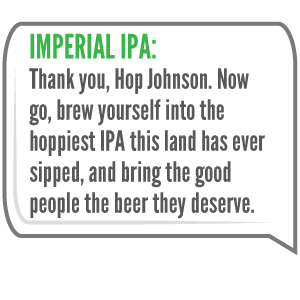 IMPERIAL IPA:
Thank you, Hop Johnson. Now
go, brew yourself into the
hoppiest IPA this land has ever
sipped, and bring the good
people the beer they deserve.